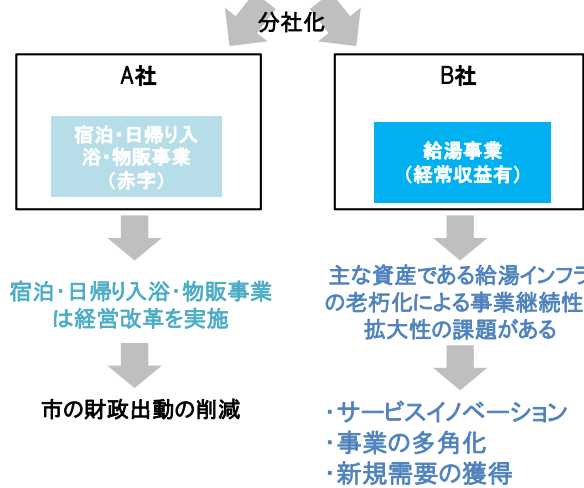 分社化
A社
宿泊・日帰り入
浴・物販事業
（赤字）
宿泊・日帰り入浴・物販事業
は経営改革を実施
市の財政出動の削減
B社
給湯事業
（経常収益有）
主な資産である給湯インフラ
の老朽化による事業継続性
拡大性の課題がある
・サービスイノベーション
・事業の多角化
・新規需要の獲得